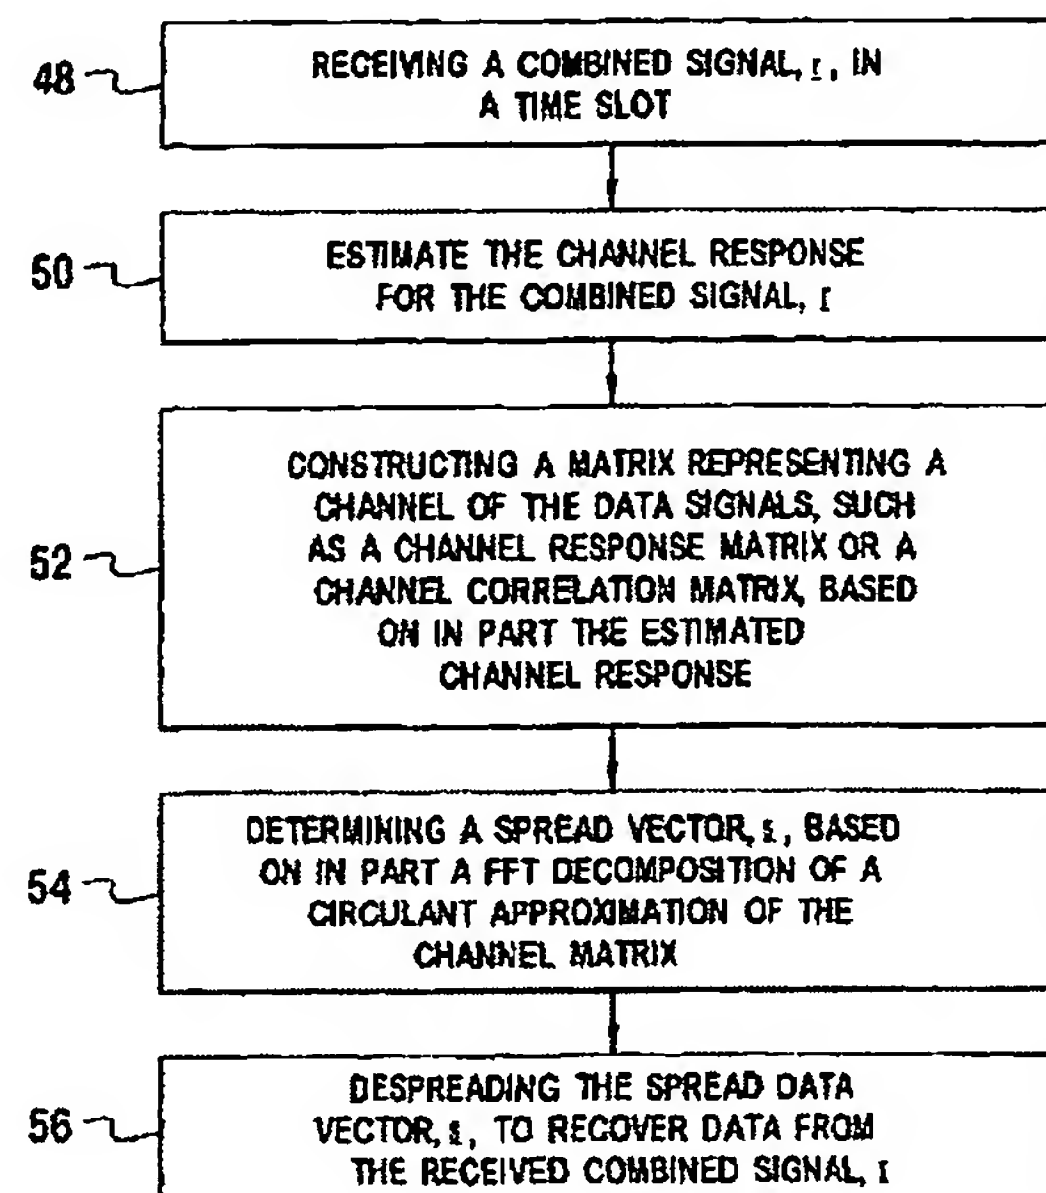 48
RECEIVING A COMBINED SIGNAL, r, IN
A TIME SLOT
50
ESTIMATE THE CHANNEL RESPONSE
FOR THE COMBINED SIGNAL, r
52
CONSTRUCTING A MATRIX REPRESENTING A
CHANNEL OF THE DATA SIGNALS, SUCH
AS A CHANNEL RESPONSE MATRIX OR A
CHANNEL CORRELATION MATRIX, BASED
ON IN PART THE ESTIMATED
CHANNEL RESPONSE
54
DETERMINING A SPREAD VECTOR, s, BASED
ON IN PART A FFT DECOMPOSITION OF A
CIRCULANT APPROXIMATION OF THE
CHANNEL MATRIX
56
DESPREADING THE SPREAD DATA
VECTOR, s, TO RECOVER DATA FROM
THE RECEIVED COMBINED SIGNAL, r